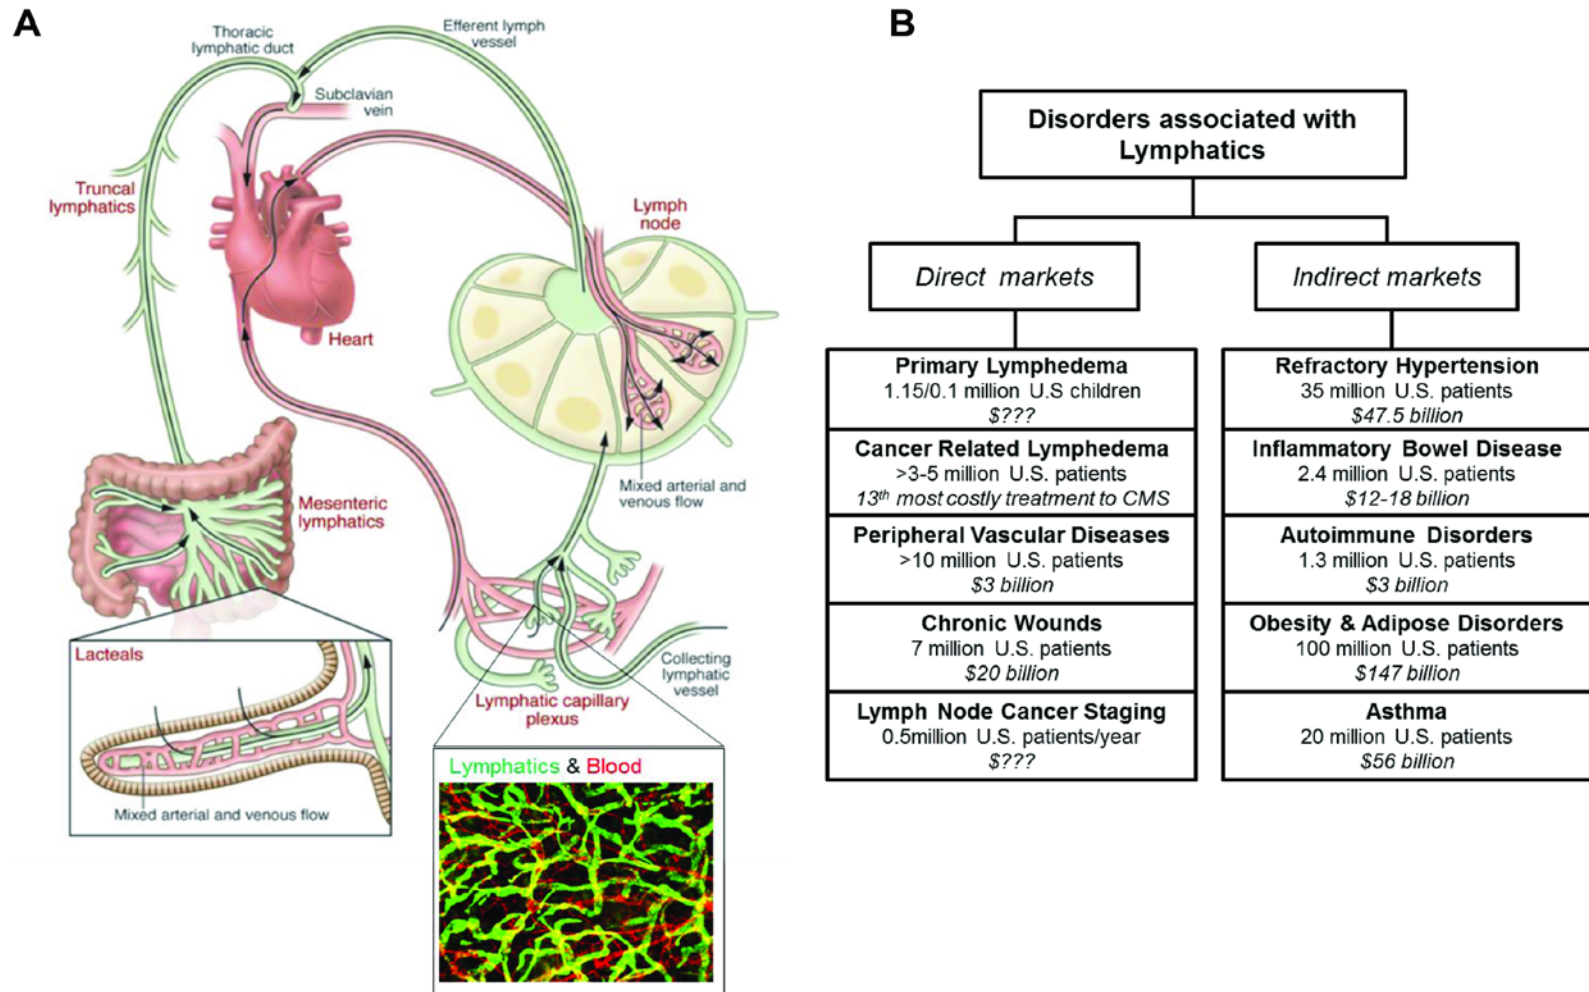 A
Thoracic
lymphatic duct
Efferent lymph
vessel
Subclavian
vein
Truncal
lymphatics
Lymph
node
Heart
Mixed arterial and
venous flow
Mesenteric
lymphatics
Lacteals
Mixed arterial and venous flow
Collecting
lymphatic
vessel
Lymphatic capillary
plexus
Lymphatics & Blood
B
Disorders associated with
Lymphatics
Direct markets
Primary Lymphedema
1.15/0.1 million U.S children
$???
Cancer Related Lymphedema
>3-5 million U.S. patients
13th most costly treatment to CMS
Peripheral Vascular Diseases
>10 million U.S. patients
$3 billion
Chronic Wounds
7 million U.S. patients
$20 billion
Lymph Node Cancer Staging
0.5million U.S. patients/year
$???
Indirect markets
Refractory Hypertension
35 million U.S. patients
$47.5 billion
Inflammatory Bowel Disease
2.4 million U.S. patients
$12-18 billion
Autoimmune Disorders
1.3 million U.S. patients
$3 billion
Obesity & Adipose Disorders
100 million U.S. patients
$147 billion
Asthma
20 million U.S. patients
$56 billion